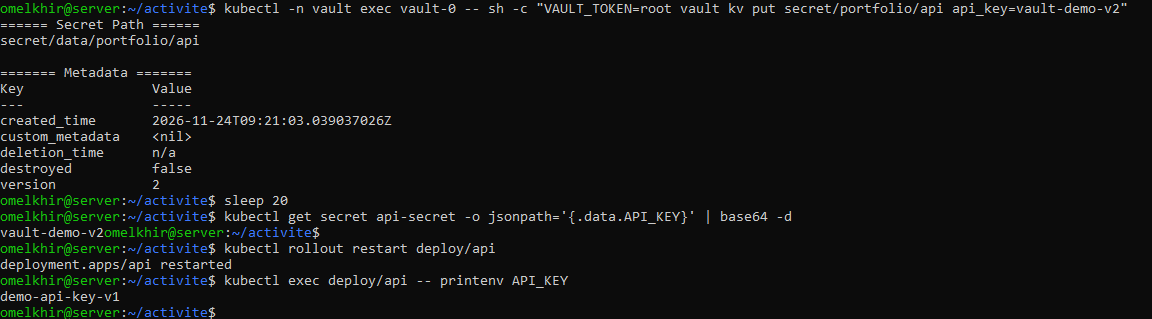 omelkhir@server:~/activite$ kubectl -n vault exec vault-0 -- sh -c "VAULT_TOKEN=root vault kv put secret/portfolio/api api_key=vault-demo-v2"
====== Secret Path ======
secret/data/portfolio/api

======= Metadata =======
Key                Value
---                -----
created_time       2026-11-24T09:21:03.039037026Z
custom_metadata    <nil>
deletion_time      n/a
destroyed          false
version            2
omelkhir@server:~/activite$ sleep 20
omelkhir@server:~/activite$ kubectl get secret api-secret -o jsonpath='{.data.API_KEY}' | base64 -d
vault-demo-v2omelkhir@server:~/activite$
omelkhir@server:~/activite$ kubectl rollout restart deploy/api
deployment.apps/api restarted
omelkhir@server:~/activite$ kubectl exec deploy/api -- printenv API_KEY
demo-api-key-v1
omelkhir@server:~/activite$